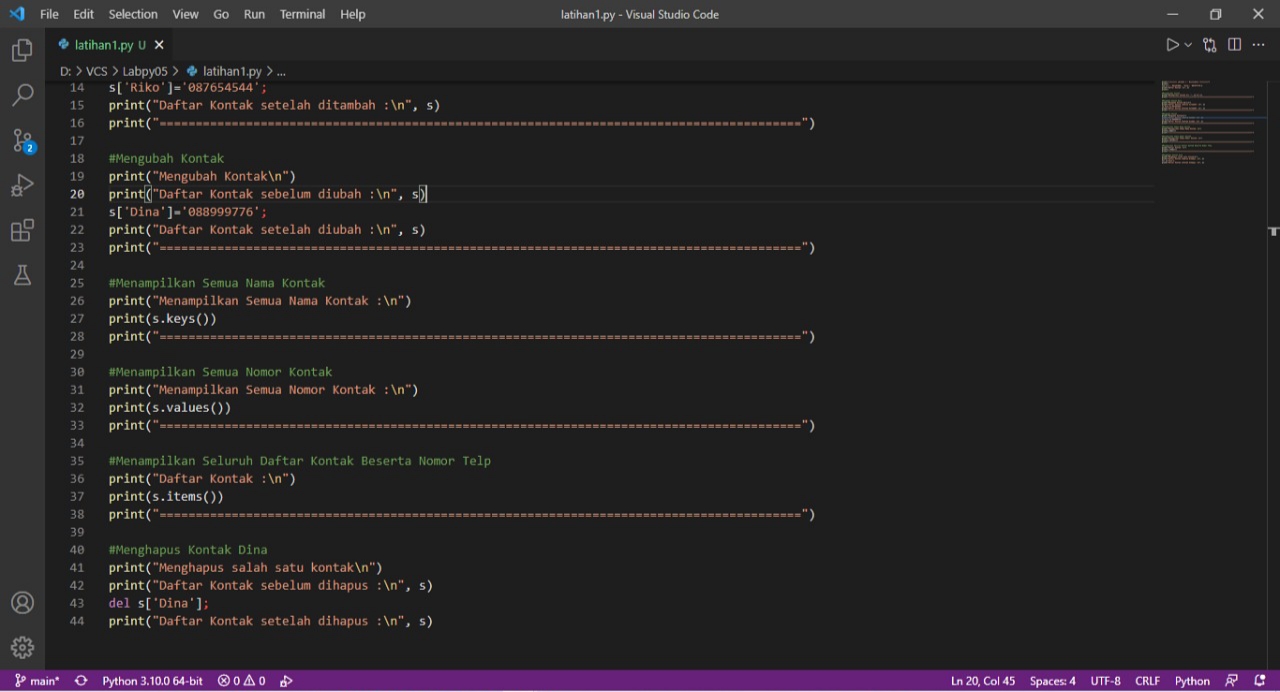 File Edit Selection View Go Run Terminal Help latihan1.py - Visual Studio Code
latihan1.py U
D: > VCS > Labpy05 > latihan1.py > ...
14 s['Riko']='087654544';
15 print("Daftar Kontak setelah ditambah :\n", s)
16 print("=========================================================================================")
17
18 #Mengubah Kontak
19 print("Mengubah Kontak\n")
20 print("Daftar Kontak sebelum diubah :\n", s)
21 s['Dina']='088999776';
22 print("Daftar Kontak setelah diubah :\n", s)
23 print("=========================================================================================")
24
25 #Menampilkan Semua Nama Kontak
26 print("Menampilkan Semua Nama Kontak :\n")
27 print(s.keys())
28 print("=========================================================================================")
29
30 #Menampilkan Semua Nomor Kontak
31 print("Menampilkan Semua Nomor Kontak :\n")
32 print(s.values())
33 print("=========================================================================================")
34
35 #Menampilkan Seluruh Daftar Kontak Beserta Nomor Telp
36 print("Daftar Kontak :\n")
37 print(s.items())
38 print("=========================================================================================")
39
40 #Menghapus Kontak Dina
41 print("Menghapus salah satu kontak\n")
42 print("Daftar Kontak sebelum dihapus :\n", s)
43 del s['Dina'];
44 print("Daftar Kontak setelah dihapus :\n", s)
2
main* Python 3.10.0 64-bit 0 0 Ln 20, Col 45 Spaces: 4 UTF-8 CRLF Python